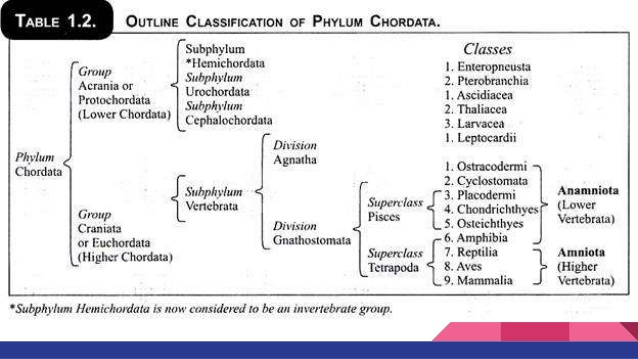 TABLE 1.2. OUTLINE CLASSIFICATION OF PHYLUM CHORDATA.
Phylum
Chordata
Group
Acrania or
Protochordata
(Lower Chordata)
Subphylum
*Hemichordata
Subphylum
Urochordata
Subphylum
Cephalochordata
Classes
1. Enteropneusta
2. Pterobranchia
1. Ascidiacea
2. Thaliacea
3. Larvacea
1. Leptocardii
Group
Craniata
or Euchordata
(Higher Chordata)
Subphylum
Vertebrata
Division
Agnatha
Division
Gnathostomata
Superclass
Pisces
Superclass
Tetrapoda
1. Ostracodermi
2. Cyclostomata
3. Placodermi
4. Chondrichthyes
5. Osteichthyes
6. Amphibia
7. Reptilia
8. Aves
9. Mammalia
Anamniota
(Lower
Vertebrata)
Amniota
(Higher
Vertebrata)
*Subphylum Hemichordata is now considered to be an invertebrate group.